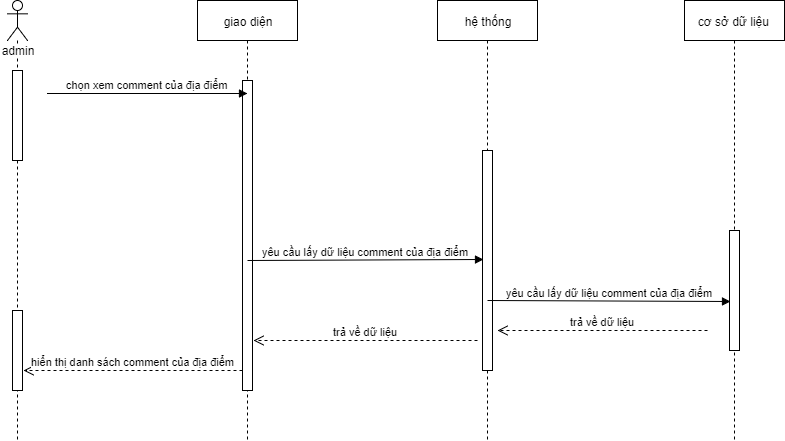 giao diện
hệ thống
cơ sở dữ liệu
admin
chọn xem comment của địa điểm
yêu cầu lấy dữ liệu comment của địa điểm
yêu cầu lấy dữ liệu comment của địa điểm
trả về dữ liệu
trả về dữ liệu
hiển thị danh sách comment của địa điểm